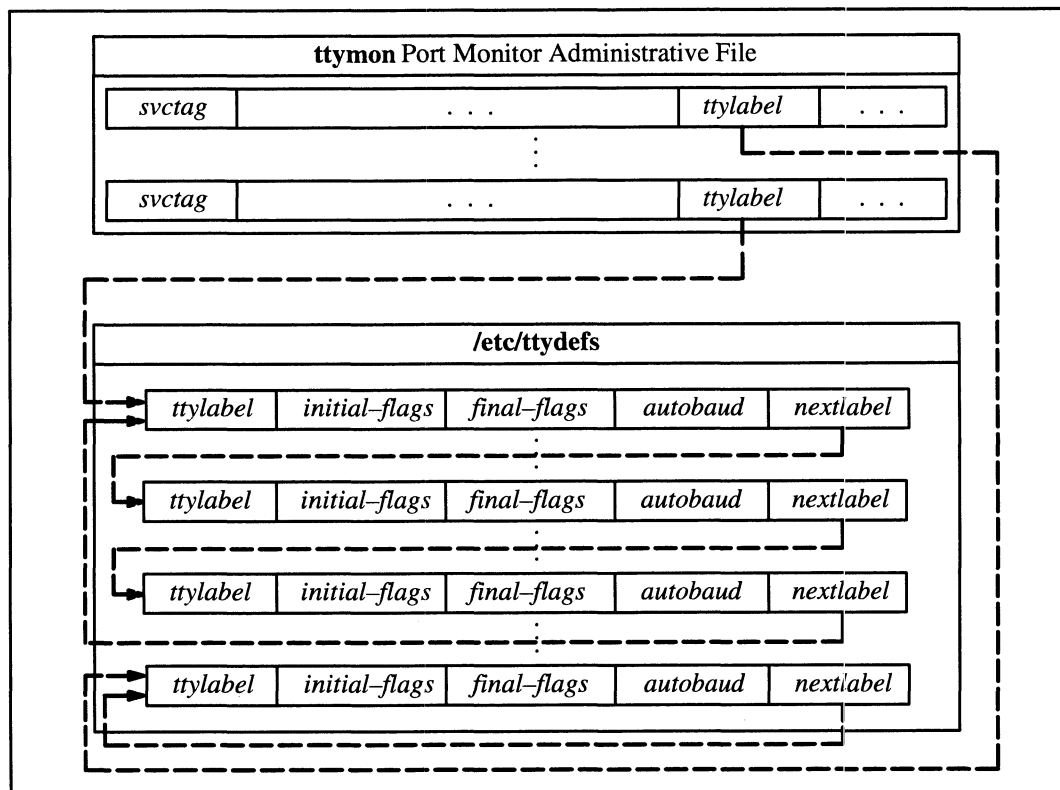 ttymon Port Monitor Administrative File
svctag . . . ttylabel . . .
svctag . . . ttylabel . . .
/etc/ttydefs
ttylabel initial–flags final–flags autobaud nextlabel
ttylabel initial–flags final–flags autobaud nextlabel
ttylabel initial–flags final–flags autobaud nextlabel
ttylabel initial–flags final–flags autobaud nextlabel